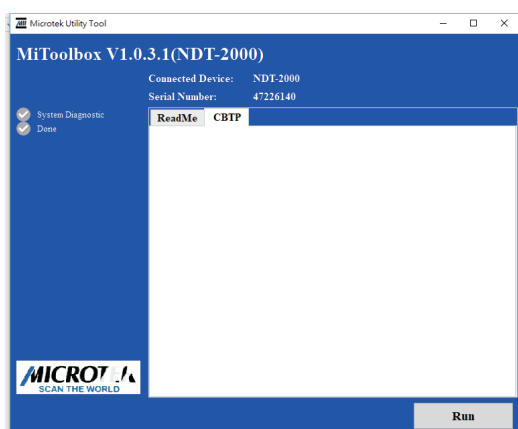 Microtek Utility Tool
MiToolbox V1.0.3.1(NDT-2000)
Connected Device: NDT-2000
Serial Number: 47226140
System Diagnostic
Done
ReadMe CBTP
SCAN THE WORLD
Run